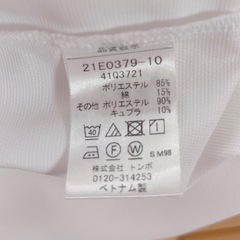 品質表示
21E0379-10
41Q3721
ポリエステル 85%
綿 15%
その他 ポリエステル 90%
キュプラ 10%
40
SM98
株式会社 トンボ
0120-314253
ベトナム製